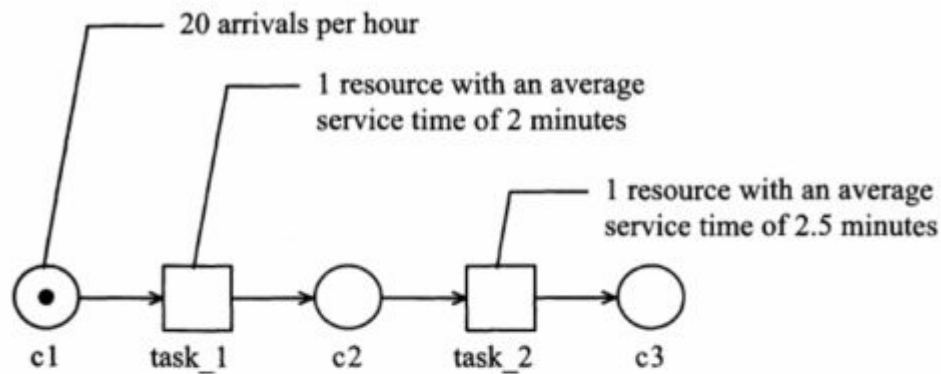 20 arrivals per hour
1 resource with an average
service time of 2 minutes
1 resource with an average
service time of 2.5 minutes
c1
task_1
c2
task_2
c3